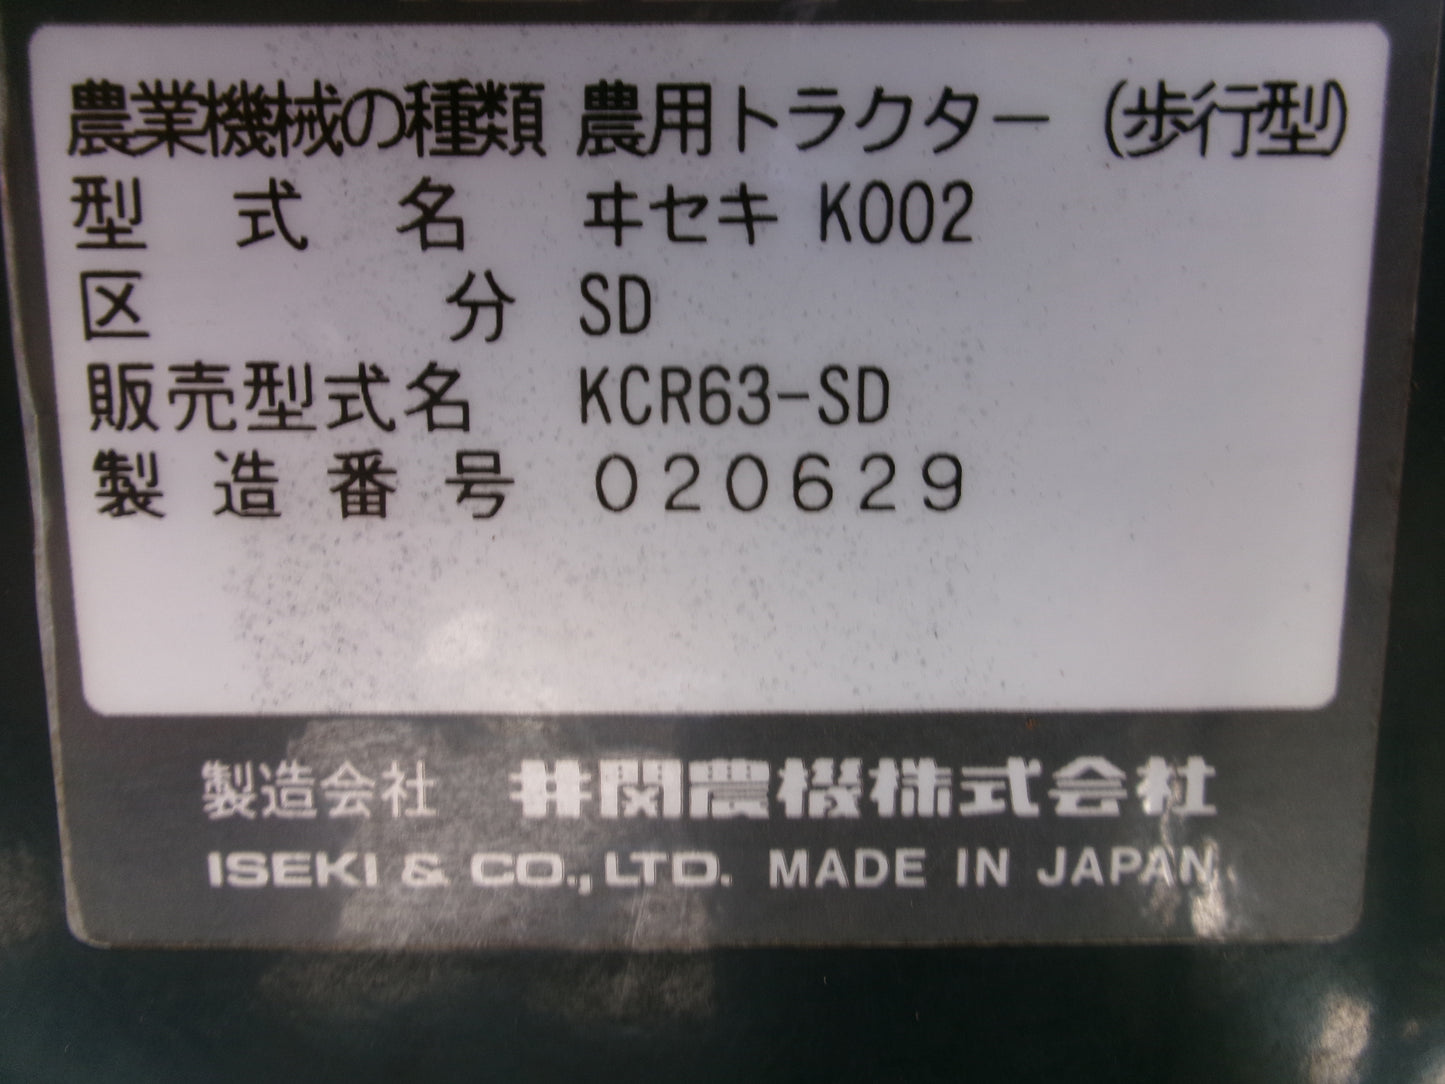 農業機械の種類 農用トラクター (歩行型)
型式名 ヰセキ K002
区分 SD
販売型式名 KCR63-SD
製造番号 020629
製造会社 井関農機株式会社
ISEKI & CO., LTD. MADE IN JAPAN